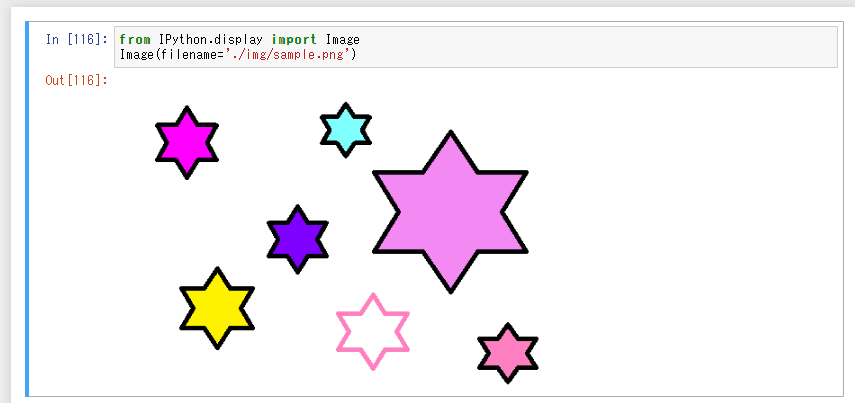 In [116]: from IPython.display import Image
Image(filename='./img/sample.png')
Out[116]: